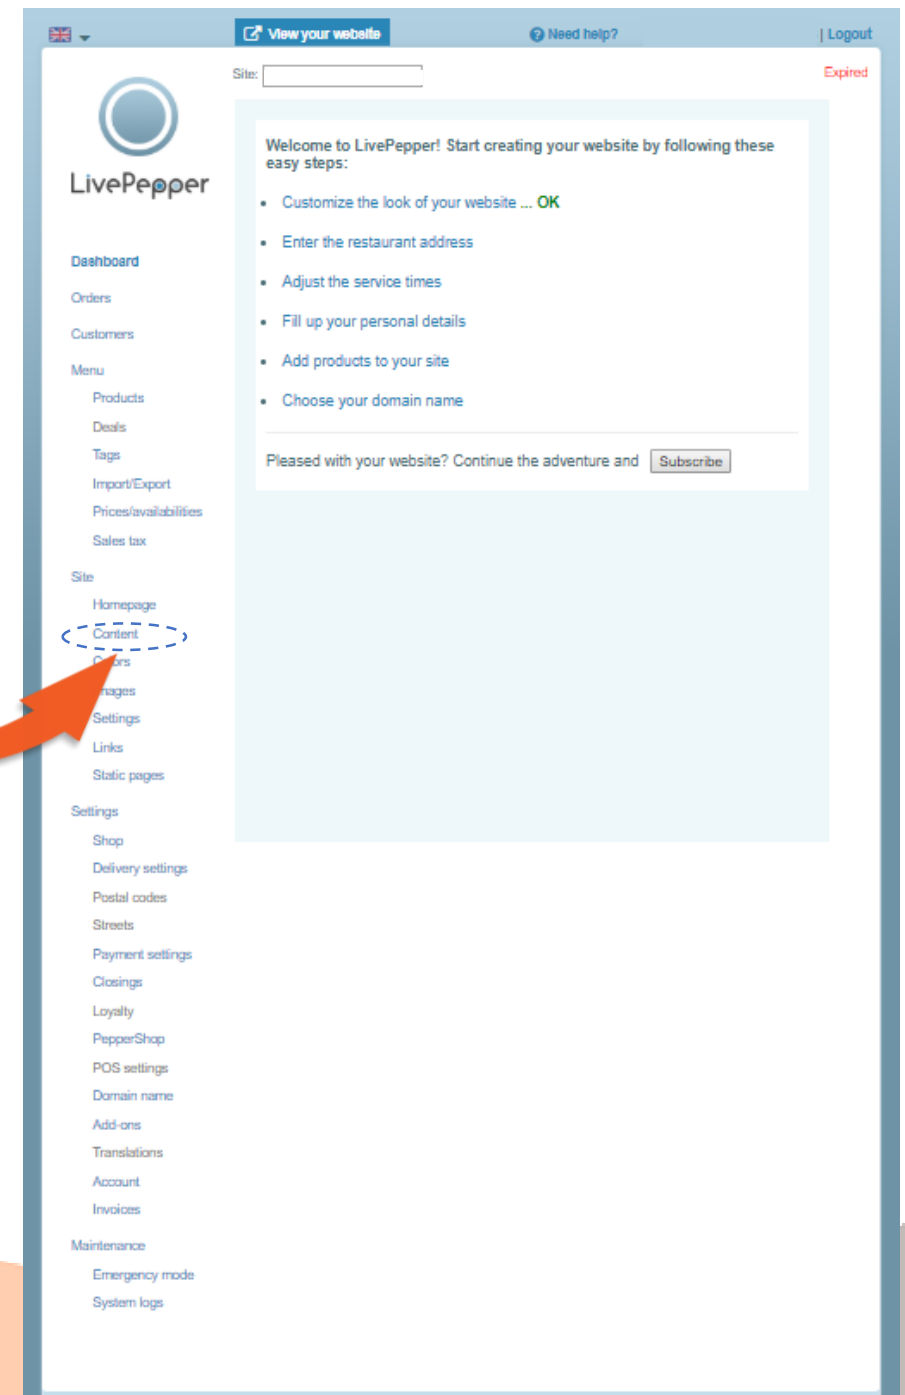 View your website
Need help?
| Logout
Site:
Expired
LivePepper
Welcome to LivePepper! Start creating your website by following these
easy steps:
Customize the look of your website ... OK
Enter the restaurant address
Adjust the service times
Fill up your personal details
Add products to your site
Choose your domain name
Pleased with your website? Continue the adventure and Subscribe
Dashboard
Orders
Customers
Menu
Products
Deals
Tags
Import/Export
Prices/availabilities
Sales tax
Site
Homepage
Content
Settings
Links
Static pages
Settings
Shop
Delivery settings
Postal codes
Streets
Payment settings
Closings
Loyalty
PepperShop
POS settings
Domain name
Add-ons
Translations
Account
Invoices
Maintenance
Emergency mode
System logs